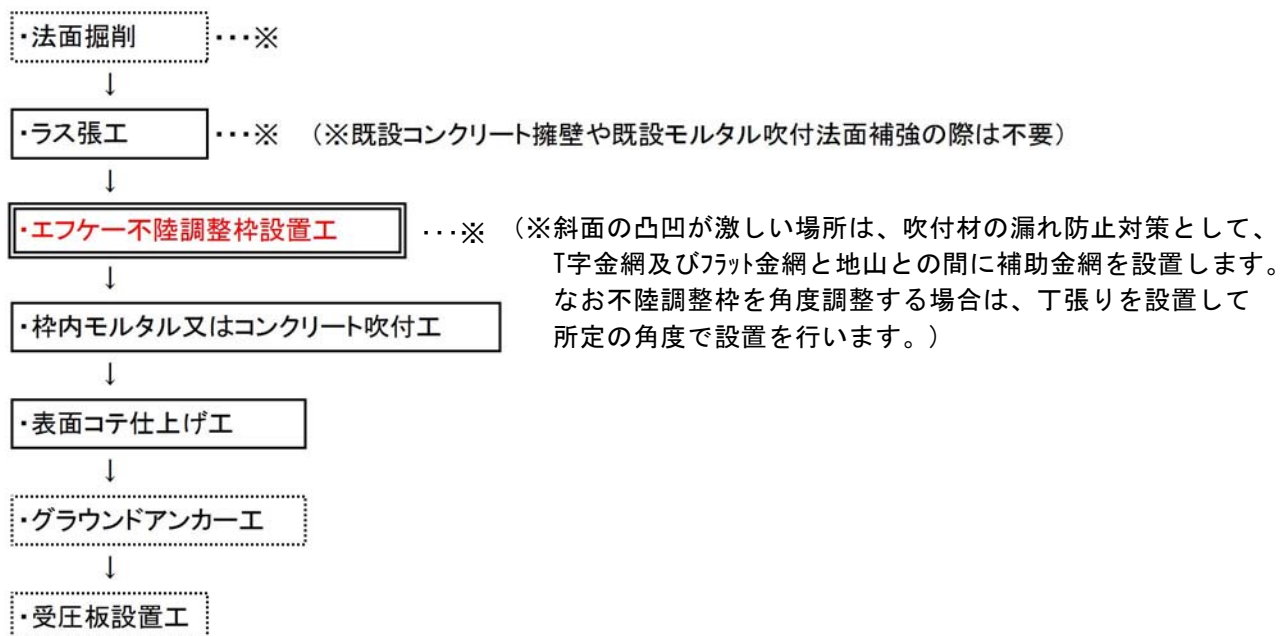 ・法面掘削 ・・・※
↓
・ラス張工 ・・・※ （※既設コンクリート擁壁や既設モルタル吹付法面補強の際は不要）
↓
・エフケー不陸調整枠設置工 ・・・※ （※斜面の凸凹が激しい場所は、吹付材の漏れ防止対策として、
T字金網及びﾌﾗｯﾄ金網と地山との間に補助金網を設置します。
↓
なお不陸調整枠を角度調整する場合は、丁張りを設置して
・枠内モルタル又はコンクリート吹付工
所定の角度で設置を行います。）
↓
・表面コテ仕上げ工
↓
・グラウンドアンカー工
↓
・受圧板設置工